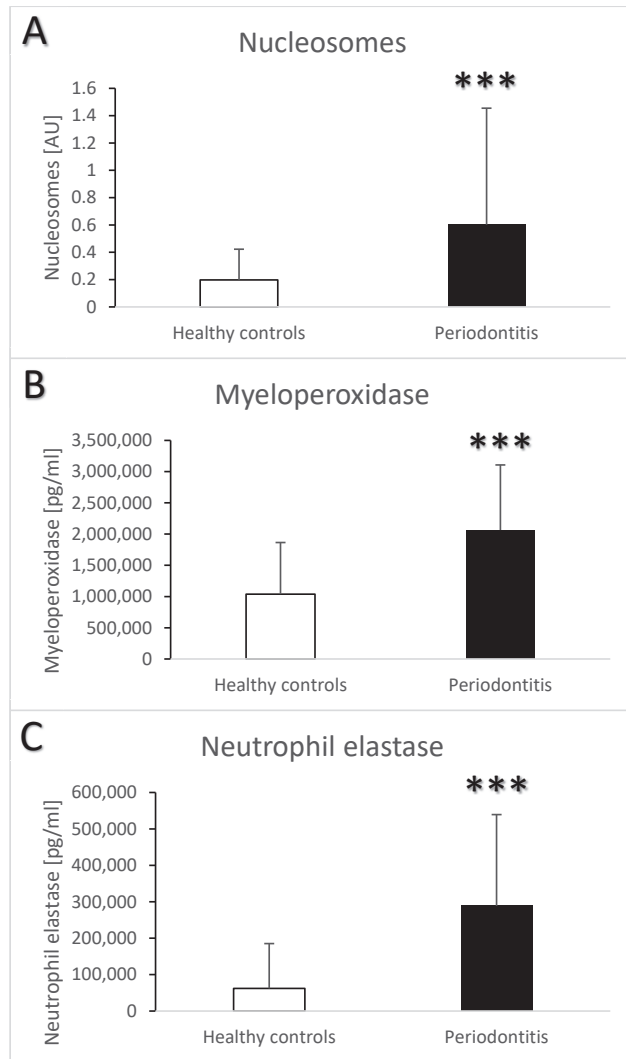 A
Nucleosomes
***
Nucleosomes [AU]
1.6
1.4
1.2
1
0.8
0.6
0.4
0.2
0
Healthy controls
Periodontitis
B
Myeloperoxidase
***
Myeloperoxidase [pg/ml]
3,500,000
3,000,000
2,500,000
2,000,000
1,500,000
1,000,000
500,000
0
Healthy controls
Periodontitis
C
Neutrophil elastase
***
Neutrophil elastase [pg/ml]
600,000
500,000
400,000
300,000
200,000
100,000
0
Healthy controls
Periodontitis